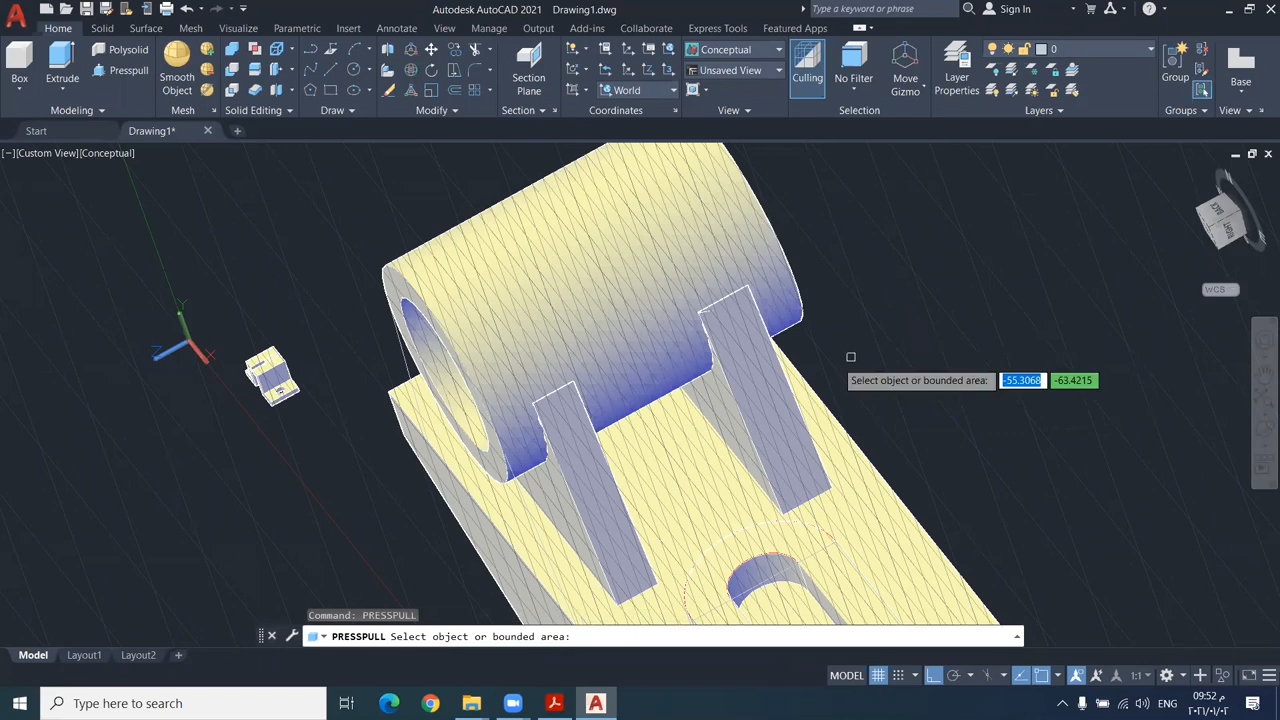 Autodesk AutoCAD 2021 Drawing1.dwg
Type a keyword or phrase
Sign In
Home Solid Surface Mesh Visualize Parametric Insert Annotate View Manage Output Add-ins Collaborate Express Tools Featured Apps
Box
Extrude
Polysolid
Presspull
Smooth
Object
Section
Plane
World
Conceptual
Unsaved View
Culling
No Filter
Move
Gizmo
Layer
Properties
0
Group
Base
Modeling
Mesh
Solid Editing
Draw
Modify
Section
Coordinates
View
Selection
Layers
Groups
View
Start
Drawing1*
[−][Custom View][Conceptual]
BACK
RIGHT
WCS
Y
Z
X
Select object or bounded area: -55.3068 -63.4215
Command: PRESSPULL
PRESSPULL Select object or bounded area:
Model Layout1 Layout2
MODEL
1:1
Type here to search
ENG